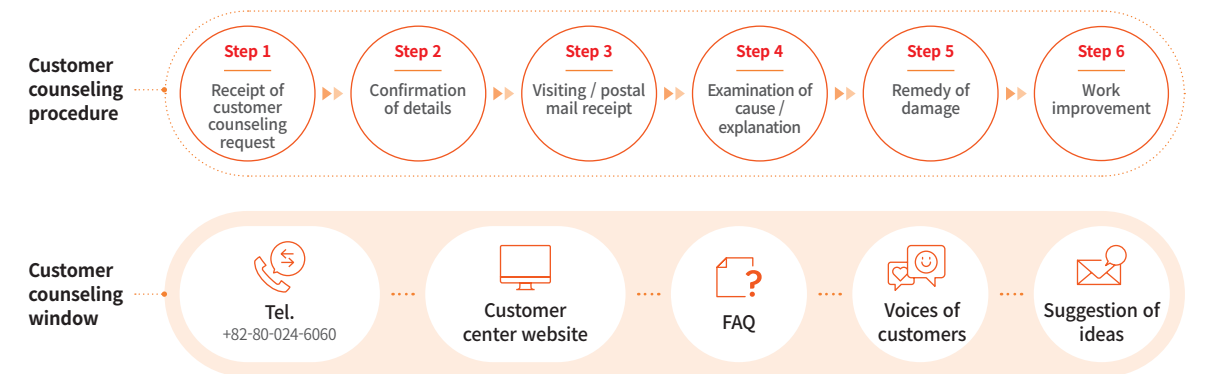 Customer
counseling
procedure
Step 1
Receipt of
customer
counseling
request
Step 2
Confirmation
of details
Step 3
Visiting / postal
mail receipt
Step 4
Examination of
cause /
explanation
Step 5
Remedy of
damage
Step 6
Work
improvement
Customer
counseling
window
Tel.
+82-80-024-6060
Customer
center website
?
FAQ
Voices of
customers
Suggestion of
ideas